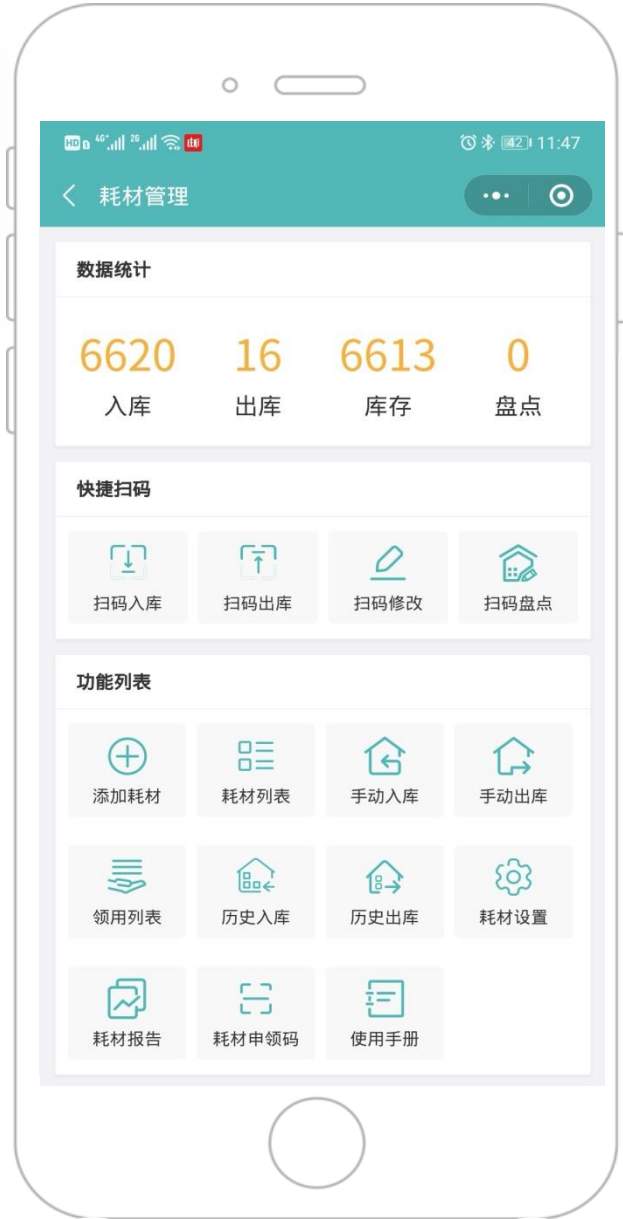 HD 4G+ 2G 42 11:47
耗材管理
数据统计
6620 16 6613 0
入库 出库 库存 盘点
快捷扫码
扫码入库 扫码出库 扫码修改 扫码盘点
功能列表
添加耗材 耗材列表 手动入库 手动出库
领用列表 历史入库 历史出库 耗材设置
耗材报告 耗材申领码 使用手册